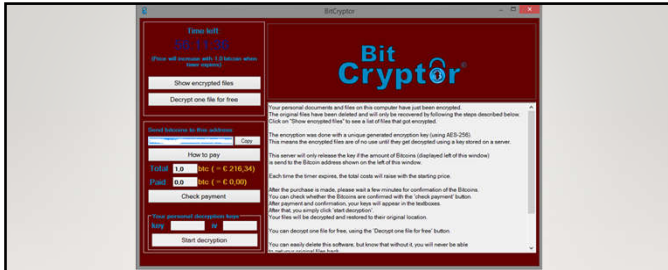 BitCryptor
Time left
(Price will increase with 1,0 bitcoin when timer expires)
Show encrypted files
Decrypt one file for free
Send bitcoins to this address
Copy
How to pay
Total 1,0 btc ( = € 216,34)
Paid 0,0 btc ( = € 0,00)
Check payment
Your personal decryption keys
key IV
Start decryption
Bit
Cryptor
Your personal documents and files on this computer have just been encrypted.
The original files have been deleted and will only be recovered by following the steps described below.
Click on "Show encrypted files" to see a list of files that got encrypted.
The encryption was done with a unique generated encryption key (using AES-256).
This means the encrypted files are of no use until they get decrypted using a key stored on a server.
This server will only release the key if the amount of Bitcoins (displayed left of this window)
is send to the Bitcoin address shown on the left of this window.
Each time the timer expires, the total costs will raise with the starting price.
After the purchase is made, please wait a few minutes for confirmation of the Bitcoins.
You can check whether the Bitcoins are confirmed with the 'check payment' button.
After payment and confirmation, your keys will appear in the textboxes.
After that, you simply click 'start decryption'.
Your files will be decrypted and restored to their original location.
You can decrypt one file for free, using the 'Decrypt one file for free' button.
You can easily delete this software, but know that without it, you will never be able
to get your original files back.